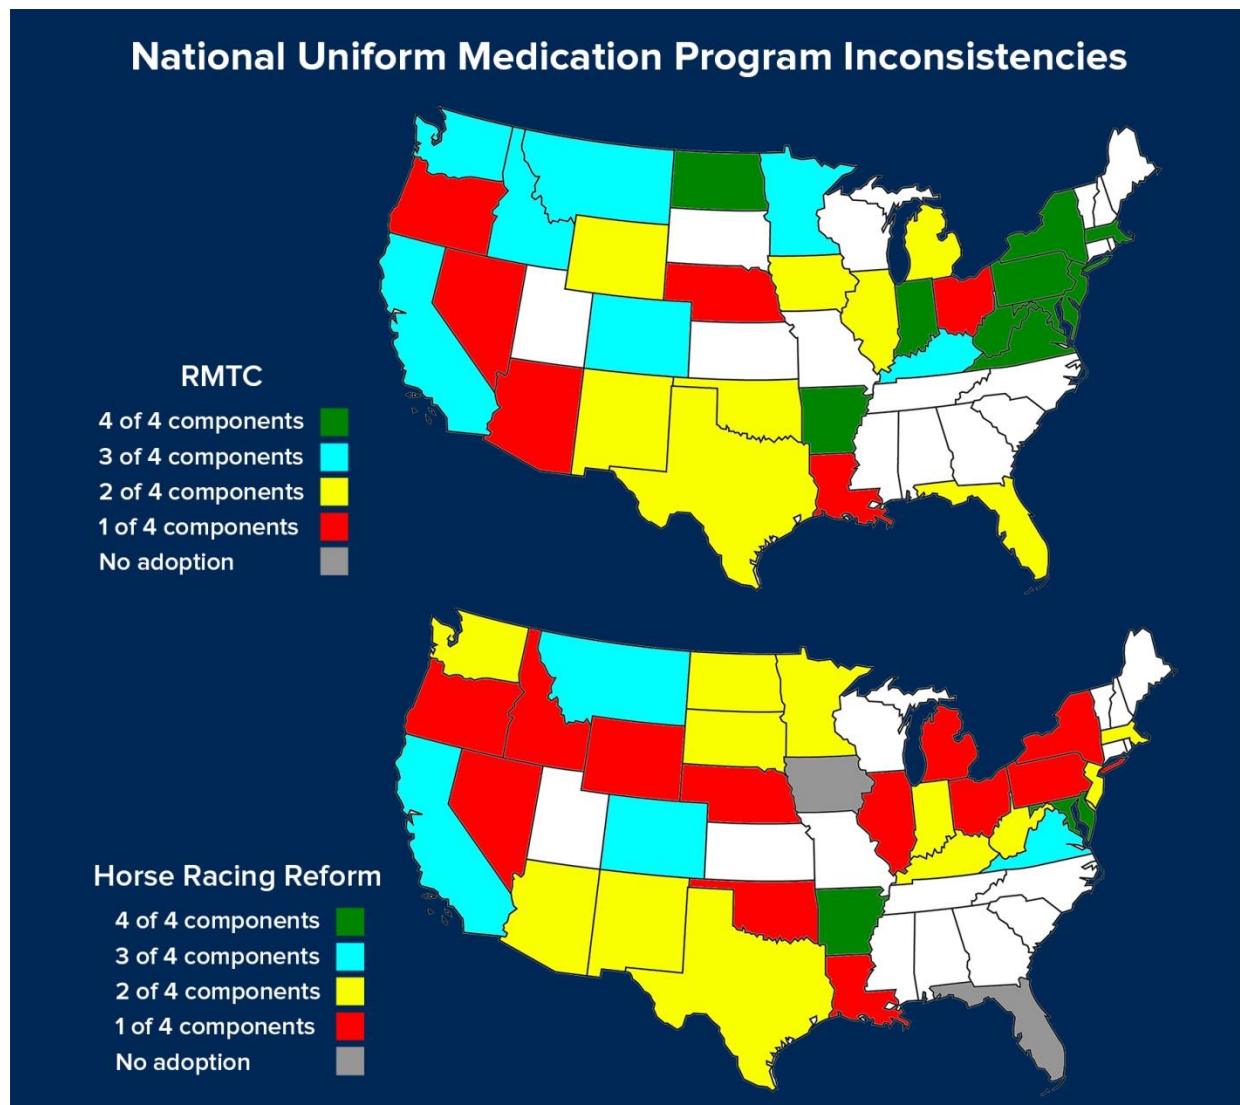 National Uniform Medication Program Inconsistencies
RMTC
4 of 4 components
3 of 4 components
2 of 4 components
1 of 4 components
No adoption
Horse Racing Reform
4 of 4 components
3 of 4 components
2 of 4 components
1 of 4 components
No adoption